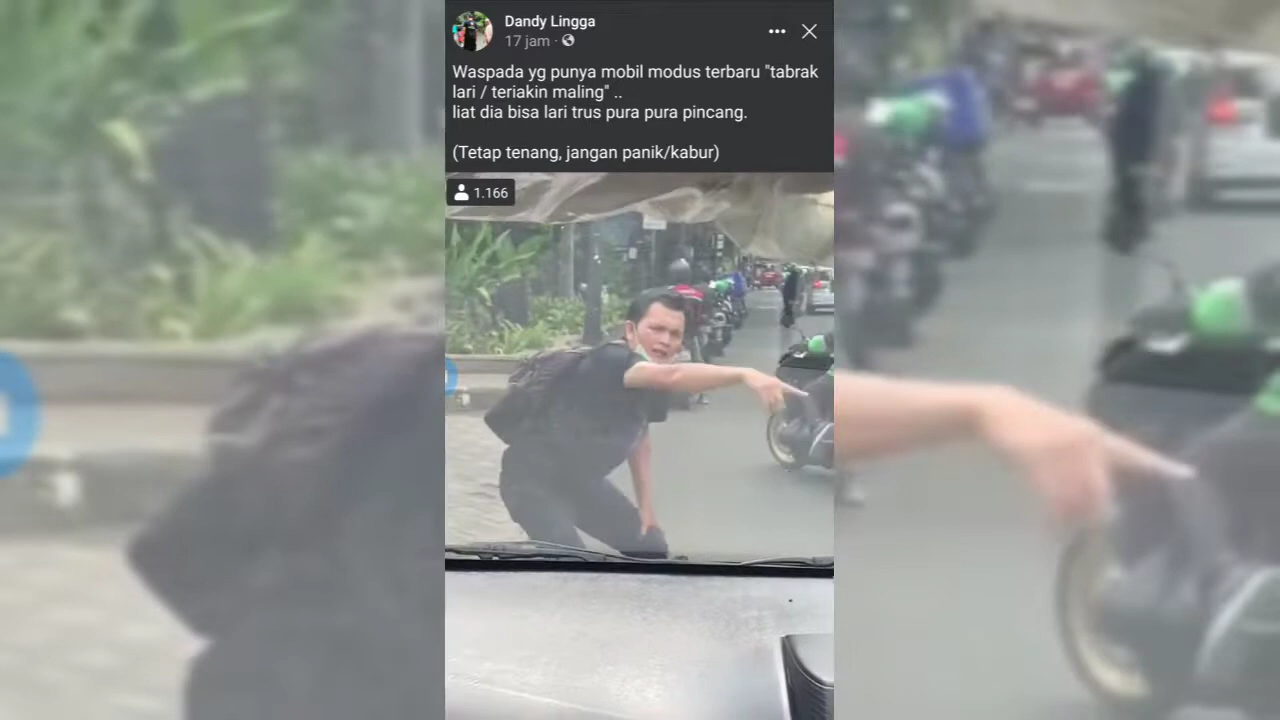 Dandy Lingga
17 jam ·
Waspada yg punya mobil modus terbaru "tabrak
lari / teriakin maling" ..
liat dia bisa lari trus pura pura pincang.
(Tetap tenang, jangan panik/kabur)
1.166